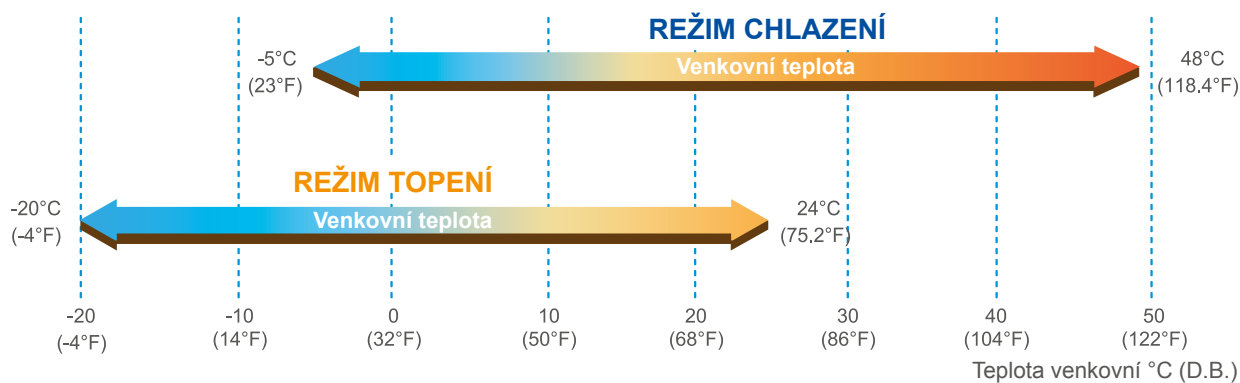 REŽIM CHLAZENÍ
-5°C
(23°F)
Venkovní teplota
48°C
(118.4°F)
REŽIM TOPENÍ
-20°C
(-4°F)
Venkovní teplota
24°C
(75.2°F)
-20 -10 0 10 20 30 40 50
(-4°F) (14°F) (32°F) (50°F) (68°F) (86°F) (104°F) (122°F)
Teplota venkovní °C (D.B.)